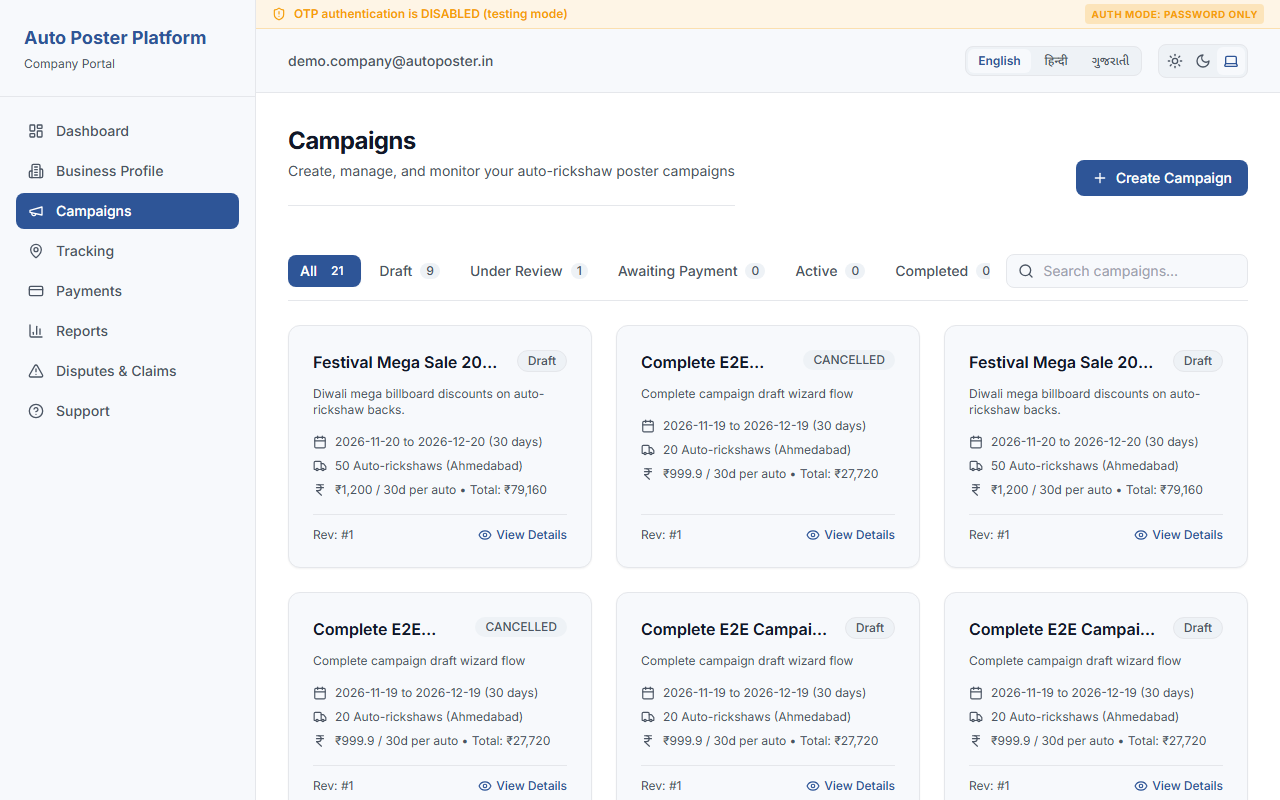 OTP authentication is DISABLED (testing mode)
AUTH MODE: PASSWORD ONLY
Auto Poster Platform
Company Portal
demo.company@autoposter.in
English
हिन्दी
ગુજરાતી
Dashboard
Business Profile
Campaigns
Tracking
Payments
Reports
Disputes & Claims
Support
Campaigns
Create, manage, and monitor your auto-rickshaw poster campaigns
+ Create Campaign
All 21
Draft 9
Under Review 1
Awaiting Payment 0
Active 0
Completed 0
Search campaigns...
Festival Mega Sale 20...
Draft
Diwali mega billboard discounts on auto-
rickshaw backs.
2026-11-20 to 2026-12-20 (30 days)
50 Auto-rickshaws (Ahmedabad)
₹ ₹1,200 / 30d per auto • Total: ₹79,160
Rev: #1
View Details
Complete E2E...
CANCELLED
Complete campaign draft wizard flow
2026-11-19 to 2026-12-19 (30 days)
20 Auto-rickshaws (Ahmedabad)
₹ ₹999.9 / 30d per auto • Total: ₹27,720
Rev: #1
View Details
Festival Mega Sale 20...
Draft
Diwali mega billboard discounts on auto-
rickshaw backs.
2026-11-20 to 2026-12-20 (30 days)
50 Auto-rickshaws (Ahmedabad)
₹ ₹1,200 / 30d per auto • Total: ₹79,160
Rev: #1
View Details
Complete E2E...
CANCELLED
Complete campaign draft wizard flow
2026-11-19 to 2026-12-19 (30 days)
20 Auto-rickshaws (Ahmedabad)
₹ ₹999.9 / 30d per auto • Total: ₹27,720
Rev: #1
View Details
Complete E2E Campai...
Draft
Complete campaign draft wizard flow
2026-11-19 to 2026-12-19 (30 days)
20 Auto-rickshaws (Ahmedabad)
₹ ₹999.9 / 30d per auto • Total: ₹27,720
Rev: #1
View Details
Complete E2E Campai...
Draft
Complete campaign draft wizard flow
2026-11-19 to 2026-12-19 (30 days)
20 Auto-rickshaws (Ahmedabad)
₹ ₹999.9 / 30d per auto • Total: ₹27,720
Rev: #1
View Details